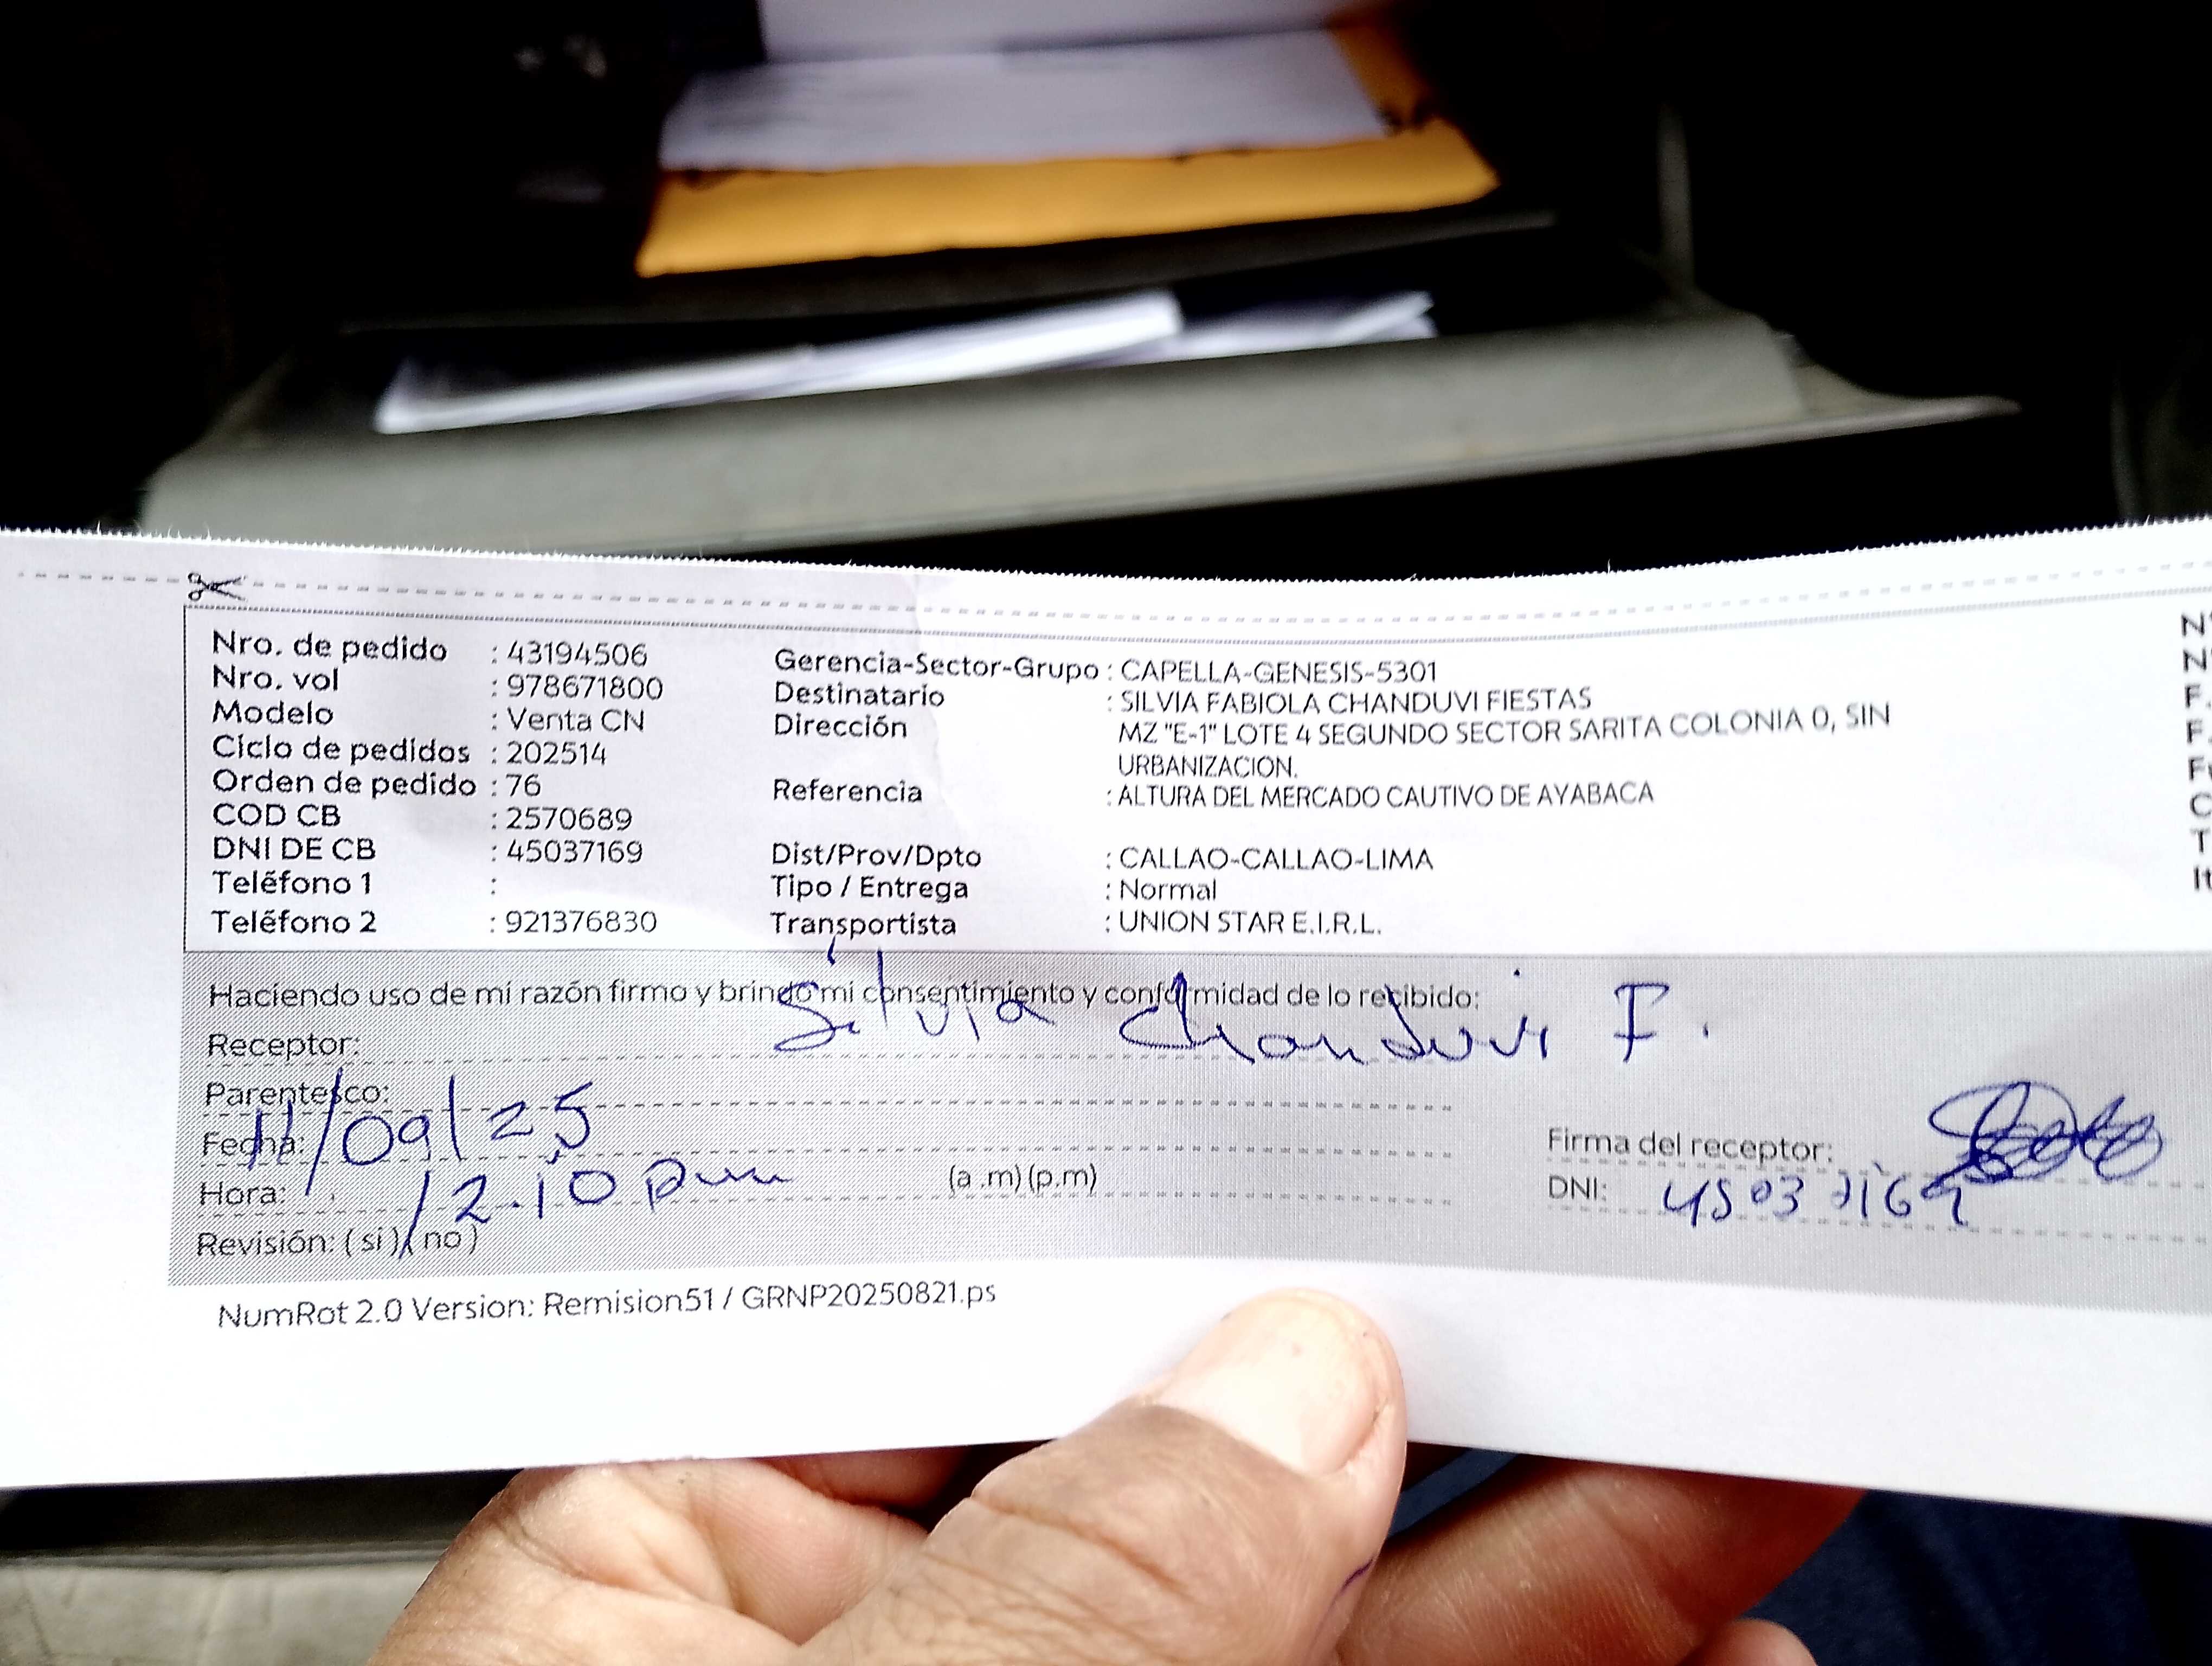 Nro. de pedido : 43194506
Nro. vol : 978671800
Modelo : Venta CN
Ciclo de pedidos : 202514
Orden de pedido : 76
COD CB : 2570689
DNI DE CB : 45037169
Teléfono 1 :
Teléfono 2 : 921376830
Gerencia-Sector-Grupo : CAPELLA-GENESIS-5301
Destinatario : SILVIA FABIOLA CHANDUVI FIESTAS
Dirección MZ "E-1" LOTE 4 SEGUNDO SECTOR SARITA COLONIA 0, SIN
URBANIZACION.
Referencia : ALTURA DEL MERCADO CAUTIVO DE AYABACA
Dist/Prov/Dpto : CALLAO-CALLAO-LIMA
Tipo / Entrega : Normal
Transportista : UNION STAR E.I.R.L.
N
N
F.
F.
F
C
T
It
Haciendo uso de mi razón firmo y brindo mi consentimiento y conformidad de lo recibido:
Receptor: Silvia Chanduvi F.
Parentesco:
Fecha: 11/09/25
Hora: 12.10 pm (a .m) (p.m)
Revisión: ( si ) ( no )
Firma del receptor:
DNI: 45037169
NumRot 2.0 Version: Remision51 / GRNP20250821.ps